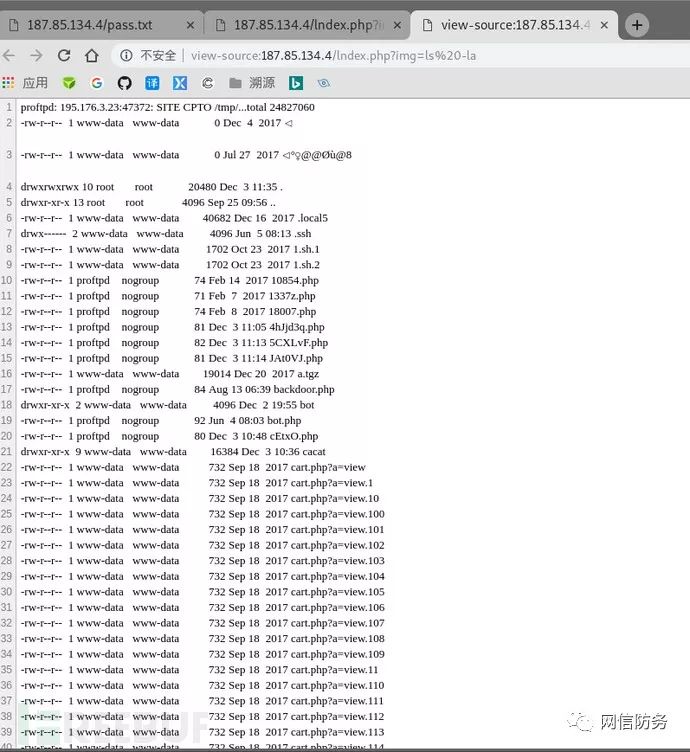 187.85.134.4/pass.txt
187.85.134.4/lndex.php?i
view-source:187.85.134.4
不安全
view-source:187.85.134.4/lndex.php?img=ls%20-la
应用
溯源
1 proftpd: 195.176.3.23:47372: SITE CPTO /tmp/...total 24827060
2 -rw-r--r-- 1 www-data www-data 0 Dec 4 2017 ◁
3 -rw-r--r-- 1 www-data www-data 0 Jul 27 2017 ◁°♀@@Øù@8
4 drwxrwxrwx 10 root root 20480 Dec 3 11:35 .
5 drwxr-xr-x 13 root root 4096 Sep 25 09:56 ..
6 -rw-r--r-- 1 www-data www-data 40682 Dec 16 2017 .local5
7 drwx------ 2 www-data www-data 4096 Jun 5 08:13 .ssh
8 -rw-r--r-- 1 www-data www-data 1702 Oct 23 2017 1.sh.1
9 -rw-r--r-- 1 www-data www-data 1702 Oct 23 2017 1.sh.2
10 -rw-r--r-- 1 proftpd nogroup 74 Feb 14 2017 10854.php
11 -rw-r--r-- 1 proftpd nogroup 71 Feb 7 2017 1337z.php
12 -rw-r--r-- 1 proftpd nogroup 74 Feb 8 2017 18007.php
13 -rw-r--r-- 1 proftpd nogroup 81 Dec 3 11:05 4hJjd3q.php
14 -rw-r--r-- 1 proftpd nogroup 82 Dec 3 11:13 5CXLvF.php
15 -rw-r--r-- 1 proftpd nogroup 81 Dec 3 11:14 JAt0VJ.php
16 -rw-r--r-- 1 www-data www-data 19014 Dec 20 2017 a.tgz
17 -rw-r--r-- 1 proftpd nogroup 84 Aug 13 06:39 backdoor.php
18 drwxr-xr-x 2 www-data www-data 4096 Dec 2 19:55 bot
19 -rw-r--r-- 1 proftpd nogroup 92 Jun 4 08:03 bot.php
20 -rw-r--r-- 1 proftpd nogroup 80 Dec 3 10:48 cEtxO.php
21 drwxr-xr-x 9 www-data www-data 16384 Dec 3 10:36 cacat
22 -rw-r--r-- 1 www-data www-data 732 Sep 18 2017 cart.php?a=view
23 -rw-r--r-- 1 www-data www-data 732 Sep 18 2017 cart.php?a=view.1
24 -rw-r--r-- 1 www-data www-data 732 Sep 18 2017 cart.php?a=view.10
25 -rw-r--r-- 1 www-data www-data 732 Sep 18 2017 cart.php?a=view.100
26 -rw-r--r-- 1 www-data www-data 732 Sep 18 2017 cart.php?a=view.101
27 -rw-r--r-- 1 www-data www-data 732 Sep 18 2017 cart.php?a=view.102
28 -rw-r--r-- 1 www-data www-data 732 Sep 18 2017 cart.php?a=view.103
29 -rw-r--r-- 1 www-data www-data 732 Sep 18 2017 cart.php?a=view.104
30 -rw-r--r-- 1 www-data www-data 732 Sep 18 2017 cart.php?a=view.105
31 -rw-r--r-- 1 www-data www-data 732 Sep 18 2017 cart.php?a=view.106
32 -rw-r--r-- 1 www-data www-data 732 Sep 18 2017 cart.php?a=view.107
33 -rw-r--r-- 1 www-data www-data 732 Sep 18 2017 cart.php?a=view.108
34 -rw-r--r-- 1 www-data www-data 732 Sep 18 2017 cart.php?a=view.109
35 -rw-r--r-- 1 www-data www-data 732 Sep 18 2017 cart.php?a=view.11
36 -rw-r--r-- 1 www-data www-data 732 Sep 18 2017 cart.php?a=view.110
37 -rw-r--r-- 1 www-data www-data 732 Sep 18 2017 cart.php?a=view.111
38 -rw-r--r-- 1 www-data www-data 732 Sep 18 2017 cart.php?a=view.112
39 -rw-r--r-- 1 www-data www-data 732 Sep 18 2017 cart.php?a=view.113
40 -rw-r--r-- 1 www-data www-data 732 Sep 18 2017 cart.php?a=view.114
FREEBUF
网信防务